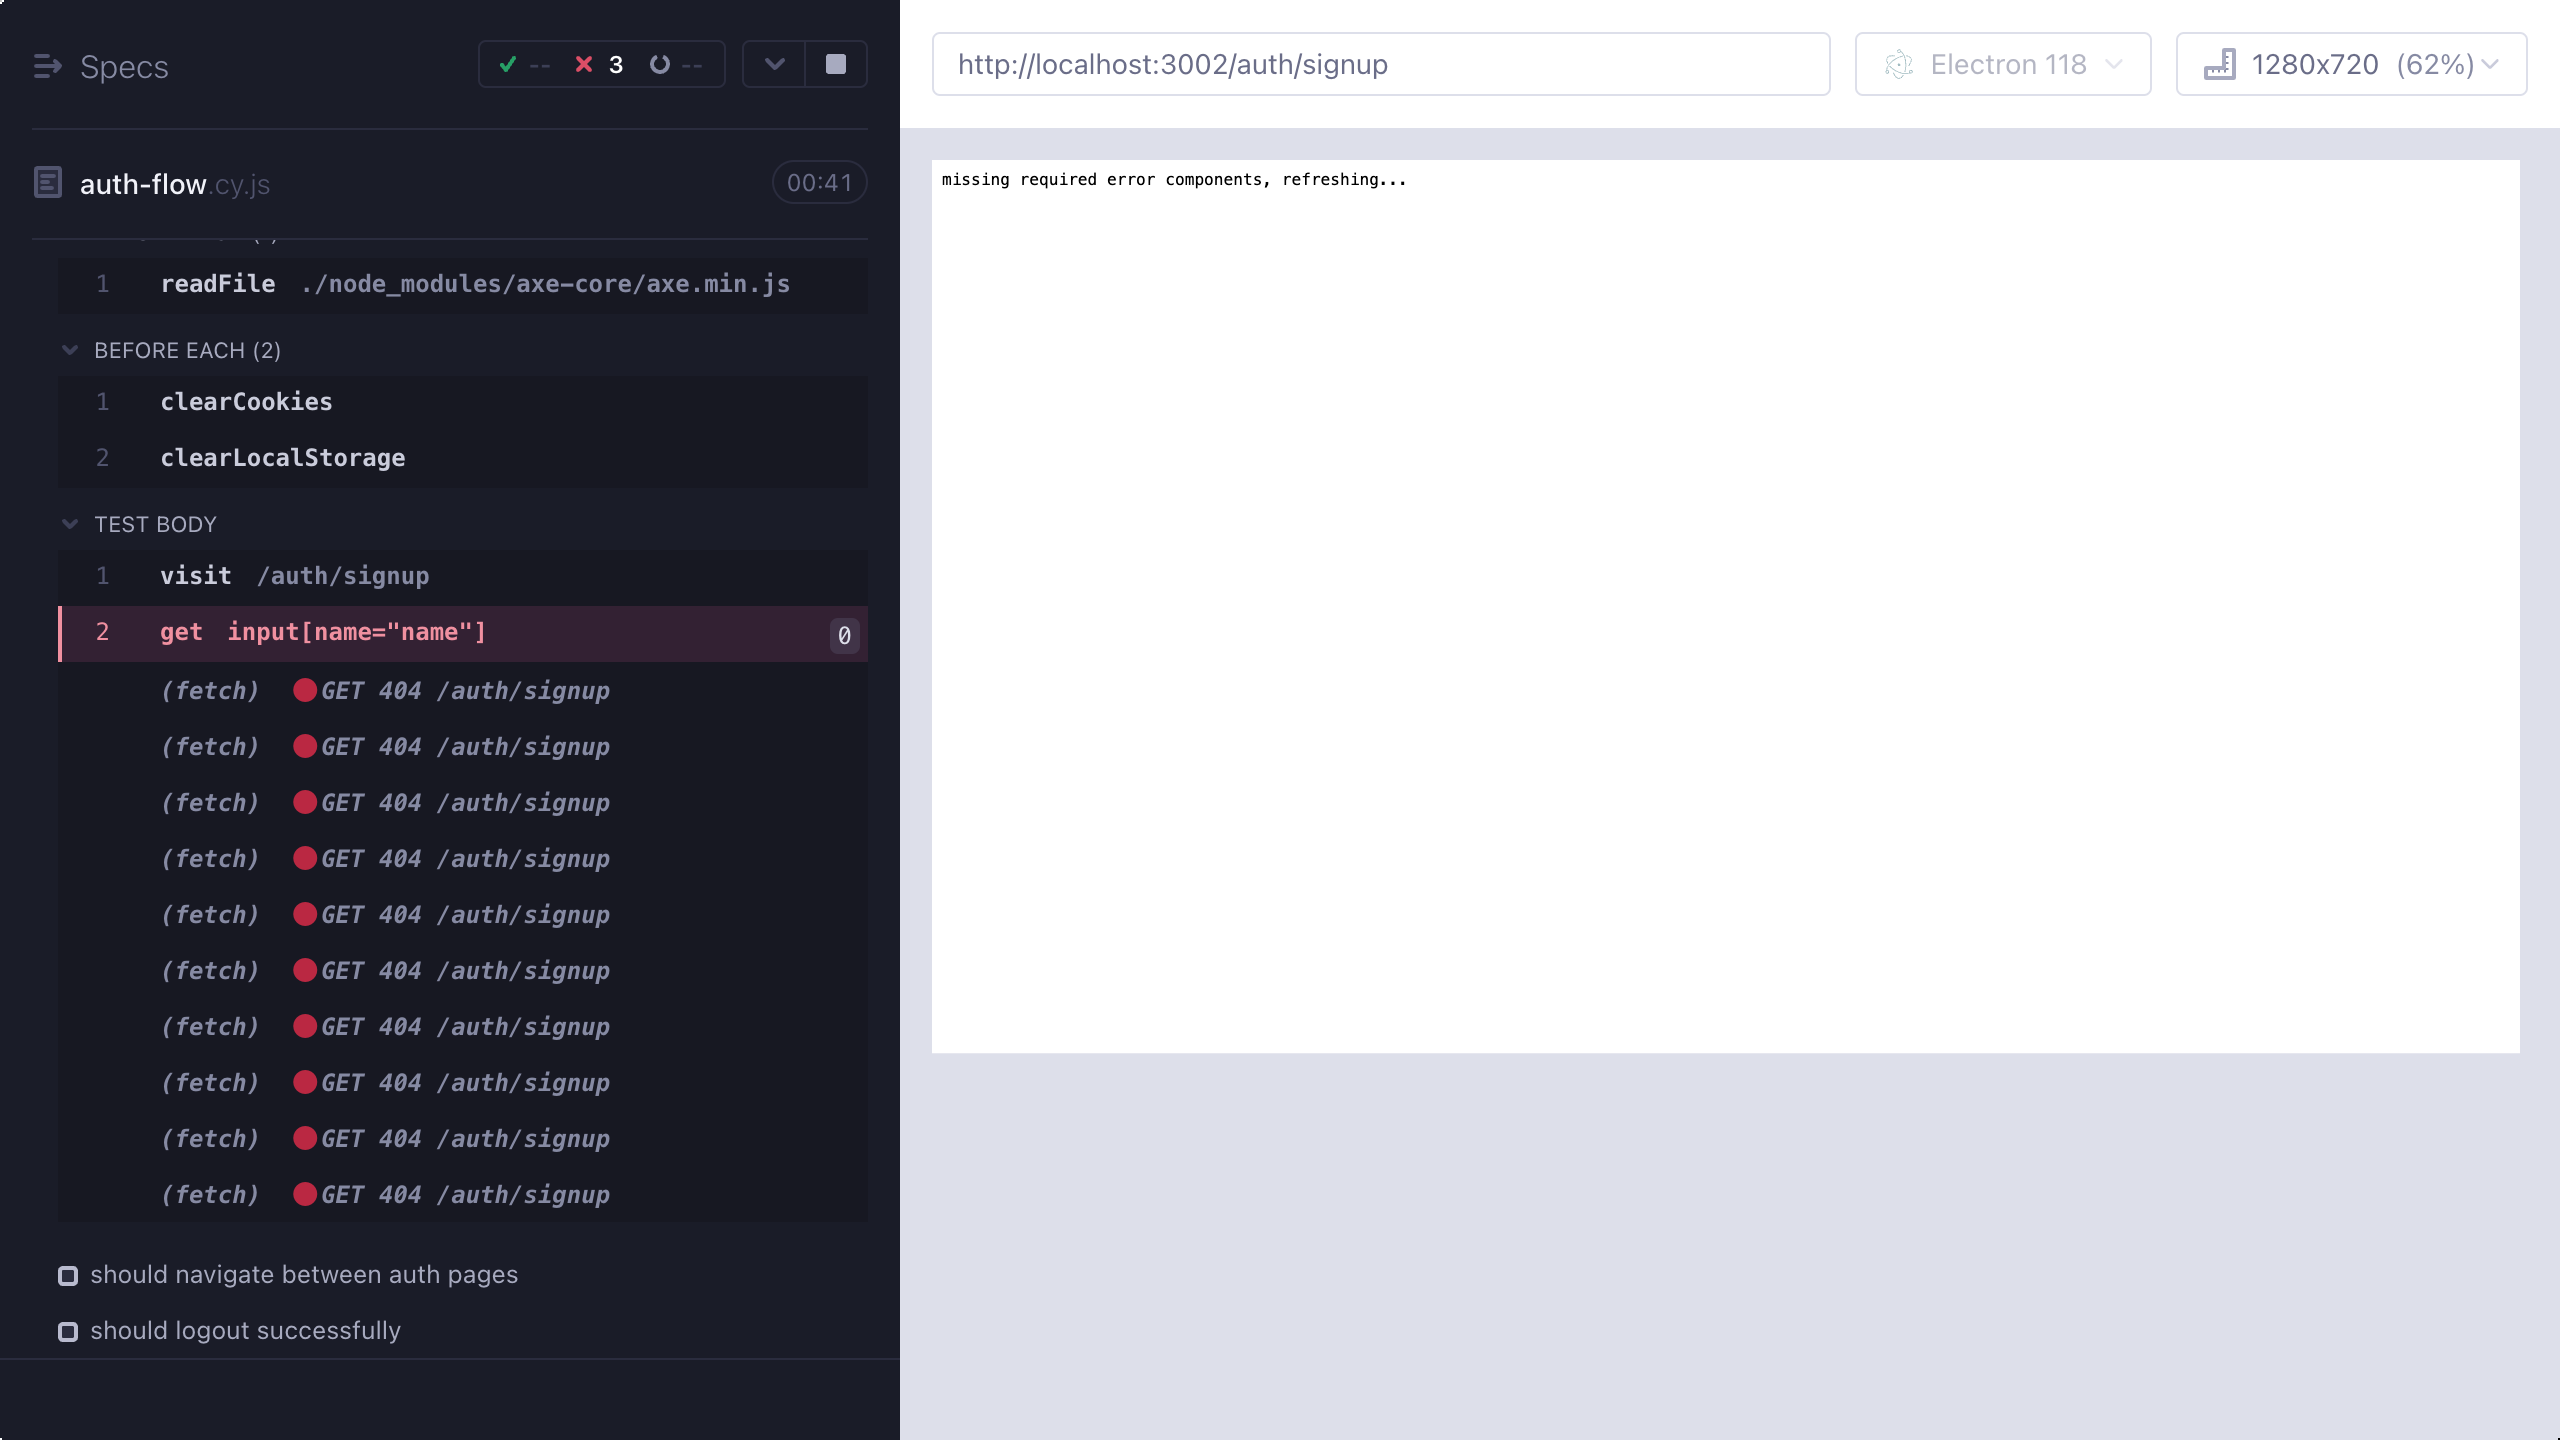 Specs
-- 3 --
auth-flow.cy.js
00:41
1 readFile ./node_modules/axe-core/axe.min.js
BEFORE EACH (2)
1 clearCookies
2 clearLocalStorage
TEST BODY
1 visit /auth/signup
2 get input[name="name"] 0
(fetch) GET 404 /auth/signup
(fetch) GET 404 /auth/signup
(fetch) GET 404 /auth/signup
(fetch) GET 404 /auth/signup
(fetch) GET 404 /auth/signup
(fetch) GET 404 /auth/signup
(fetch) GET 404 /auth/signup
(fetch) GET 404 /auth/signup
(fetch) GET 404 /auth/signup
(fetch) GET 404 /auth/signup
should navigate between auth pages
should logout successfully
http://localhost:3002/auth/signup
Electron 118
1280x720 (62%)
missing required error components, refreshing...